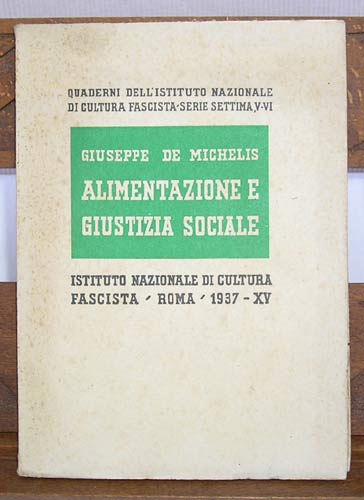 QUADERNI DELL'ISTITUTO NAZIONALE
DI CULTURA FASCISTA-SERIE SETTIMA, V-VI
GIUSEPPE DE MICHELIS
ALIMENTAZIONE E
GIUSTIZIA SOCIALE
ISTITUTO NAZIONALE DI CULTURA
FASCISTA ' ROMA ' 1937 - XV